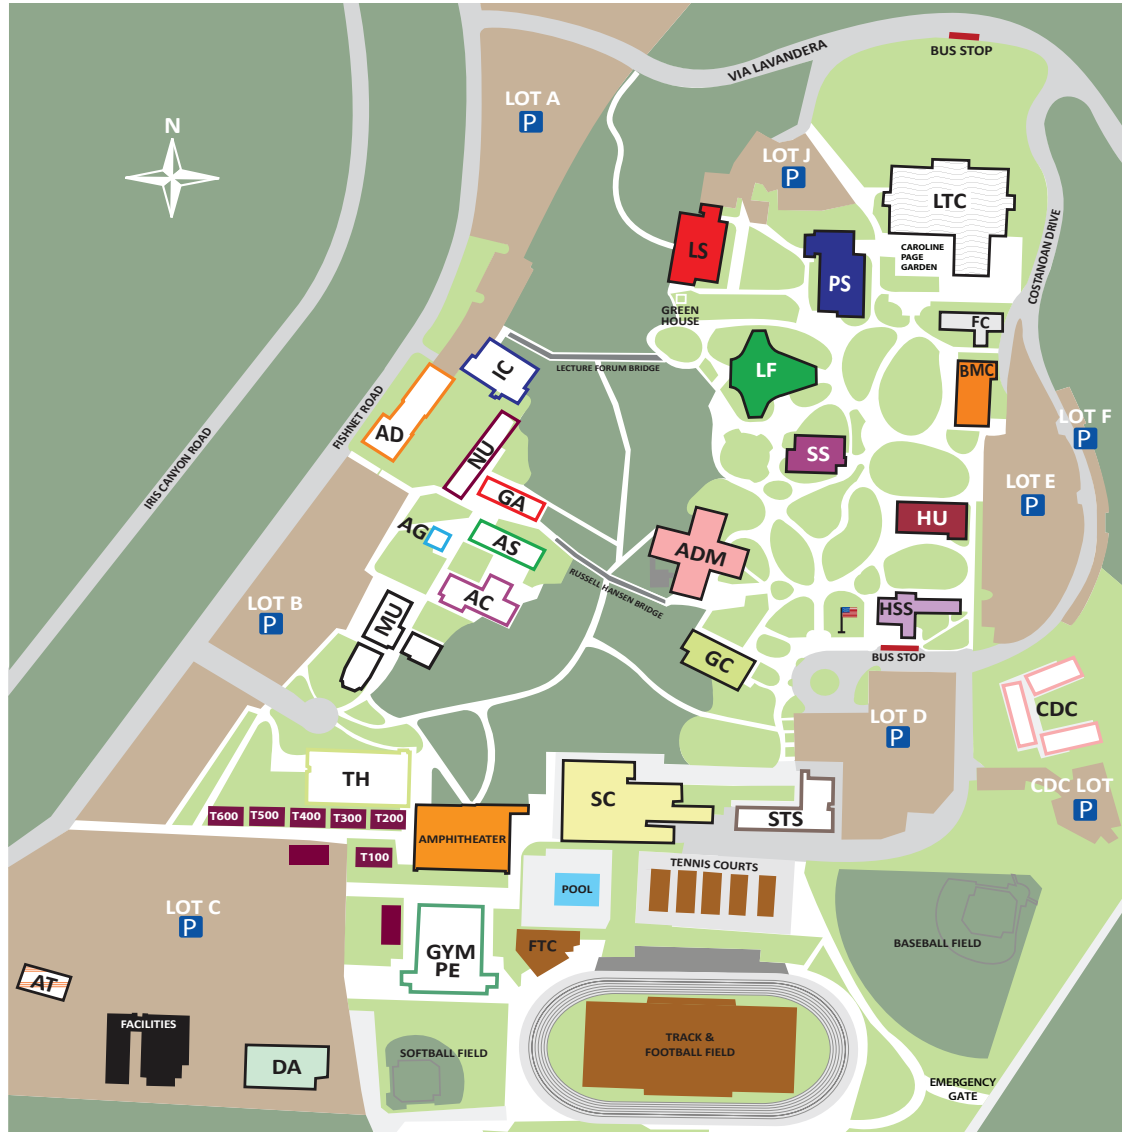 VIA LAVANDERA
BUS STOP
LOT A
P
N
LOT J
P
LTC
LS
CAROLINE
PAGE
GARDEN
COSTANOAN DRIVE
PS
GREEN
HOUSE
FC
LECTURE FORUM BRIDGE
IC
LF
BMC
FISHNET ROAD
LOT F
P
AD
NU
SS
IRIS CANYON ROAD
LOT E
P
GA
HU
AG
AS
ADM
RUSSELL HANSEN BRIDGE
AC
LOT B
P
MU
HSS
BUS STOP
GC
CDC
LOT D
P
TH
SC
CDC LOT
P
STS
T600
T500
T400
T300
T200
AMPHITHEATER
T100
TENNIS COURTS
POOL
LOT C
P
FTC
BASEBALL FIELD
GYM
PE
AT
FACILITIES
TRACK &
FOOTBALL FIELD
SOFTBALL FIELD
DA
EMERGENCY
GATE